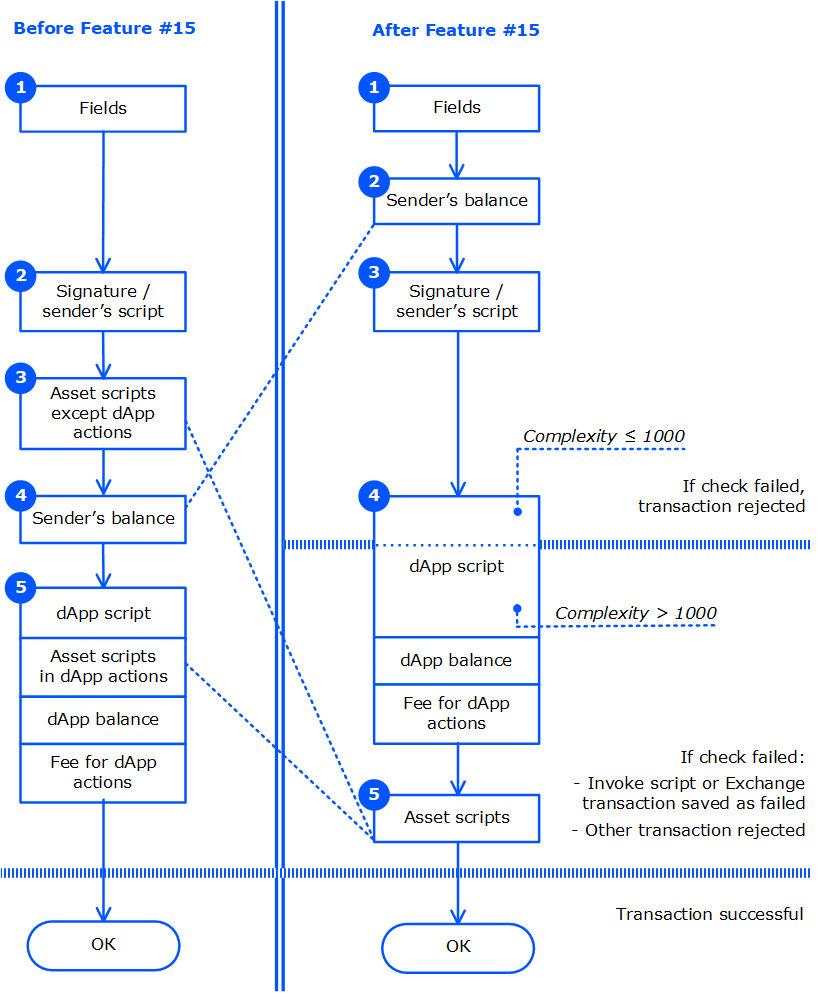 Before Feature #15
1
Fields
2
Signature /
sender’s script
3
Asset scripts
except dApp
actions
4
Sender’s balance
5
dApp script
Asset scripts
in dApp actions
dApp balance
Fee for dApp
actions
OK
After Feature #15
1
Fields
2
Sender’s balance
3
Signature /
sender’s script
Complexity ≤ 1000
4
If check failed,
transaction rejected
dApp script
Complexity > 1000
dApp balance
Fee for dApp
actions
If check failed:
- Invoke script or Exchange
transaction saved as failed
- Other transaction rejected
5
Asset scripts
Transaction successful
OK